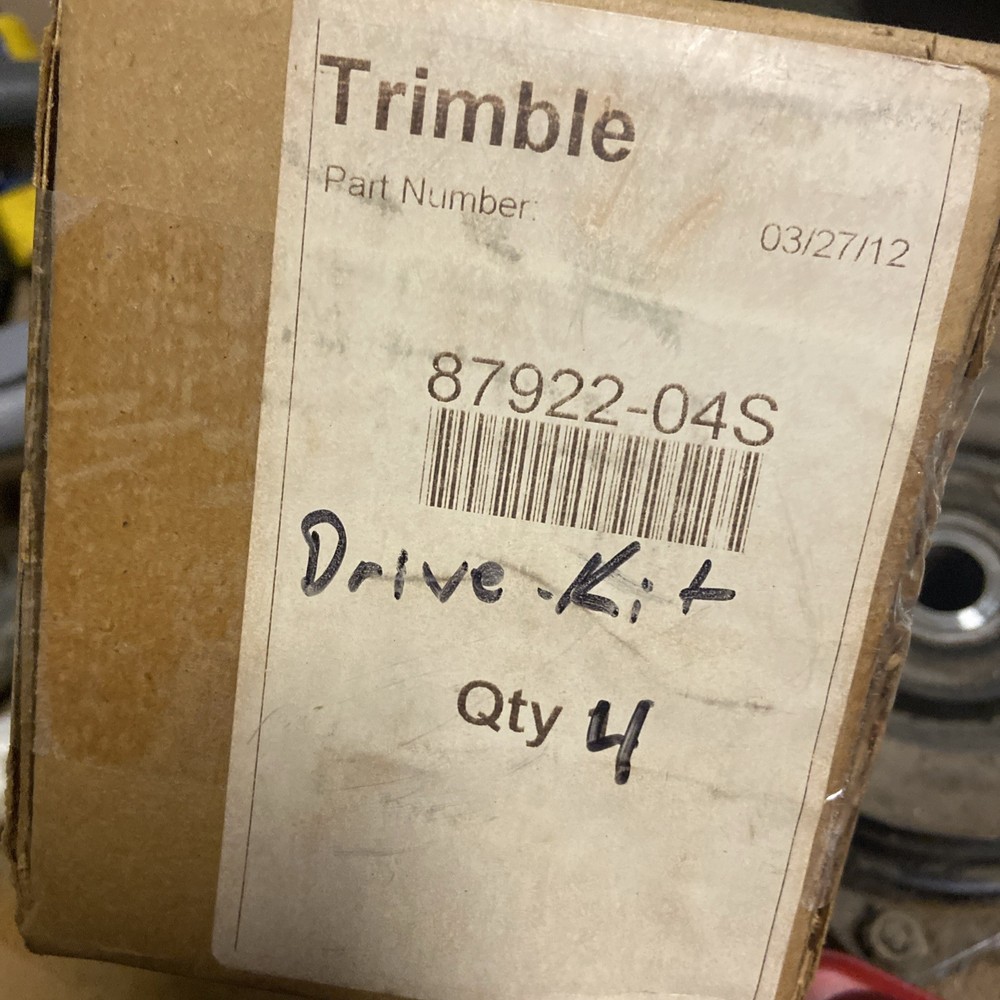 Trimble
Part Number:
03/27/12
87922-04S
Drive Kit
Qty 4